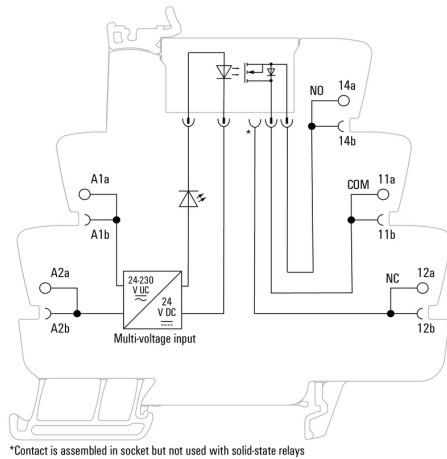 NO
14a
*
14b
A1a
COM
11a
A1b
11b
A2a
24-230
V UC
24
V DC
NC
12a
A2b
12b
Multi-voltage input
*Contact is assembled in socket but not used with solid-state relays